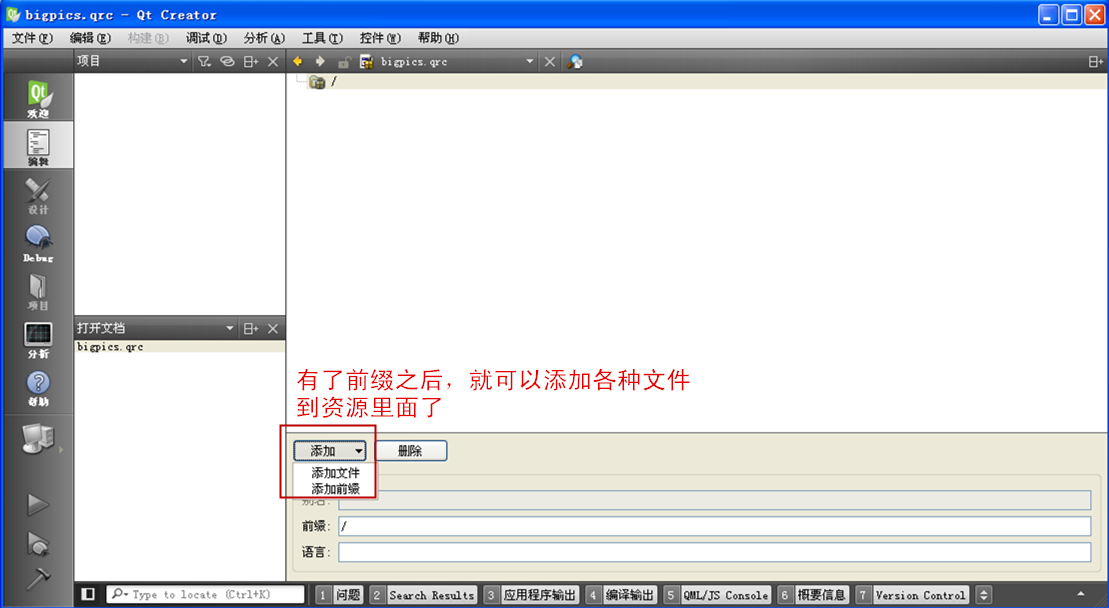 bigpics.qrc - Qt Creator
文件(F) 编辑(E) 构建(B) 调试(D) 分析(A) 工具(T) 控件(W) 帮助(H)
项目 bigpics.qrc
/
欢迎
编辑
设计
Debug
项目
打开文档
bigpics.qrc
分析
帮助
有了前缀之后，就可以添加各种文件
到资源里面了
添加 删除
添加文件
添加前缀
别名:
前缀: /
语言:
Type to locate (Ctrl+K) 1 问题 2 Search Results 3 应用程序输出 4 编译输出 5 QML/JS Console 6 概要信息 7 Version Control